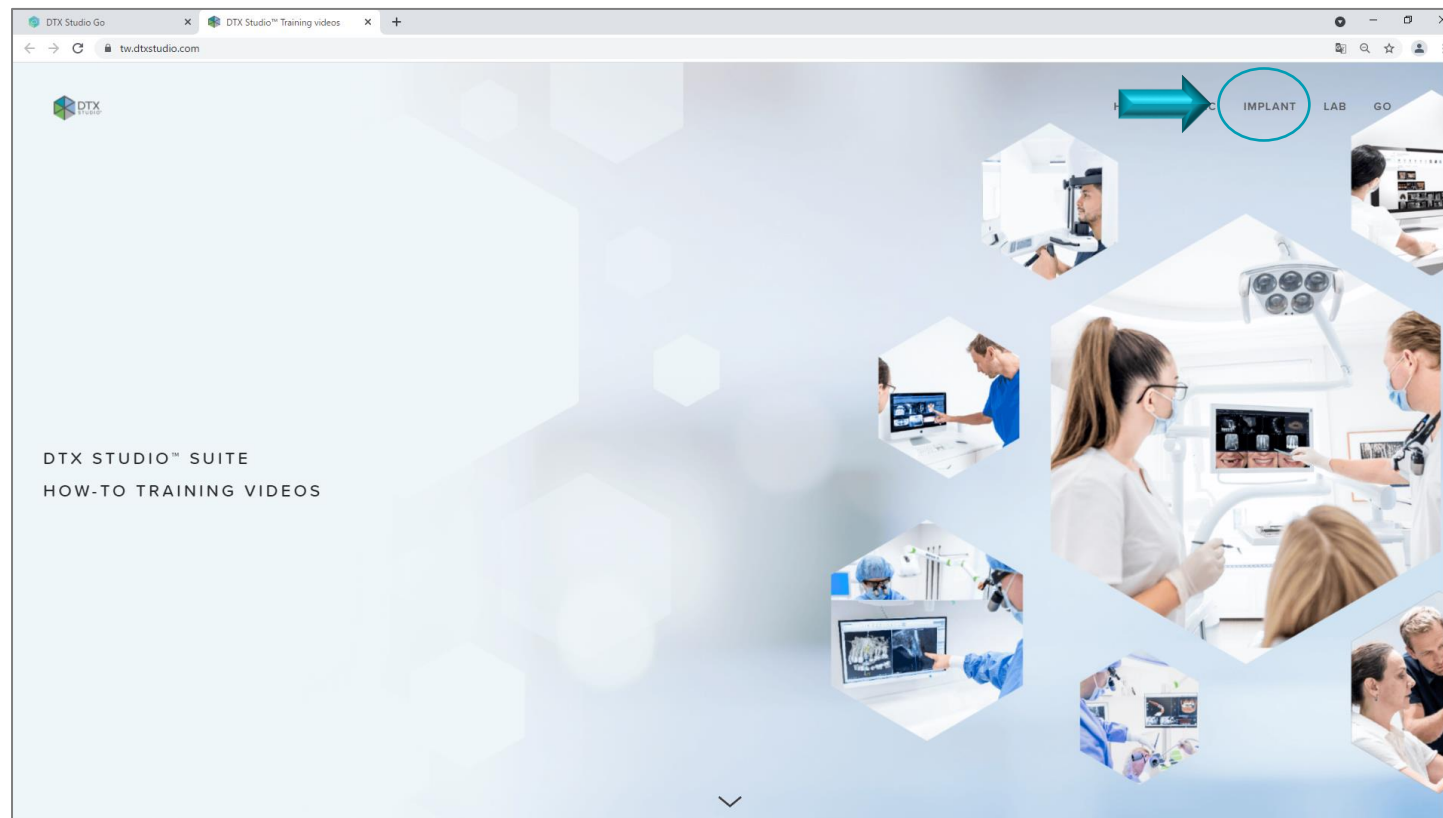 DTX Studio Go
DTX Studio™ Training videos
tw.dtxstudio.com
DTX
STUDIO
H C IMPLANT LAB GO
DTX STUDIO™ SUITE
HOW-TO TRAINING VIDEOS